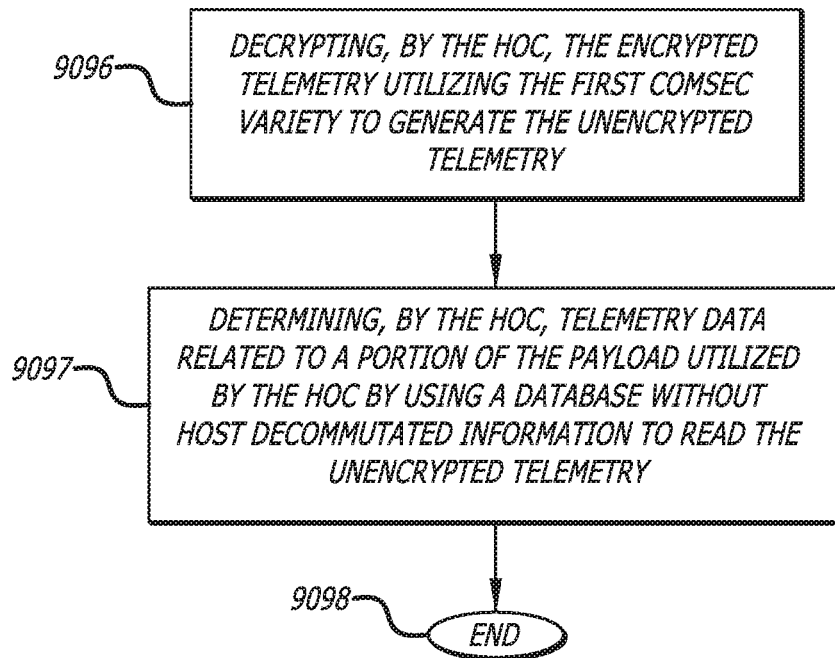 9096
DECRYPTING, BY THE HOC, THE ENCRYPTED
TELEMETRY UTILIZING THE FIRST COMSEC
VARIETY TO GENERATE THE UNENCRYPTED
TELEMETRY
9097
DETERMINING, BY THE HOC, TELEMETRY DATA
RELATED TO A PORTION OF THE PAYLOAD UTILIZED
BY THE HOC BY USING A DATABASE WITHOUT
HOST DECOMMUTATED INFORMATION TO READ THE
UNENCRYPTED TELEMETRY
9098
END